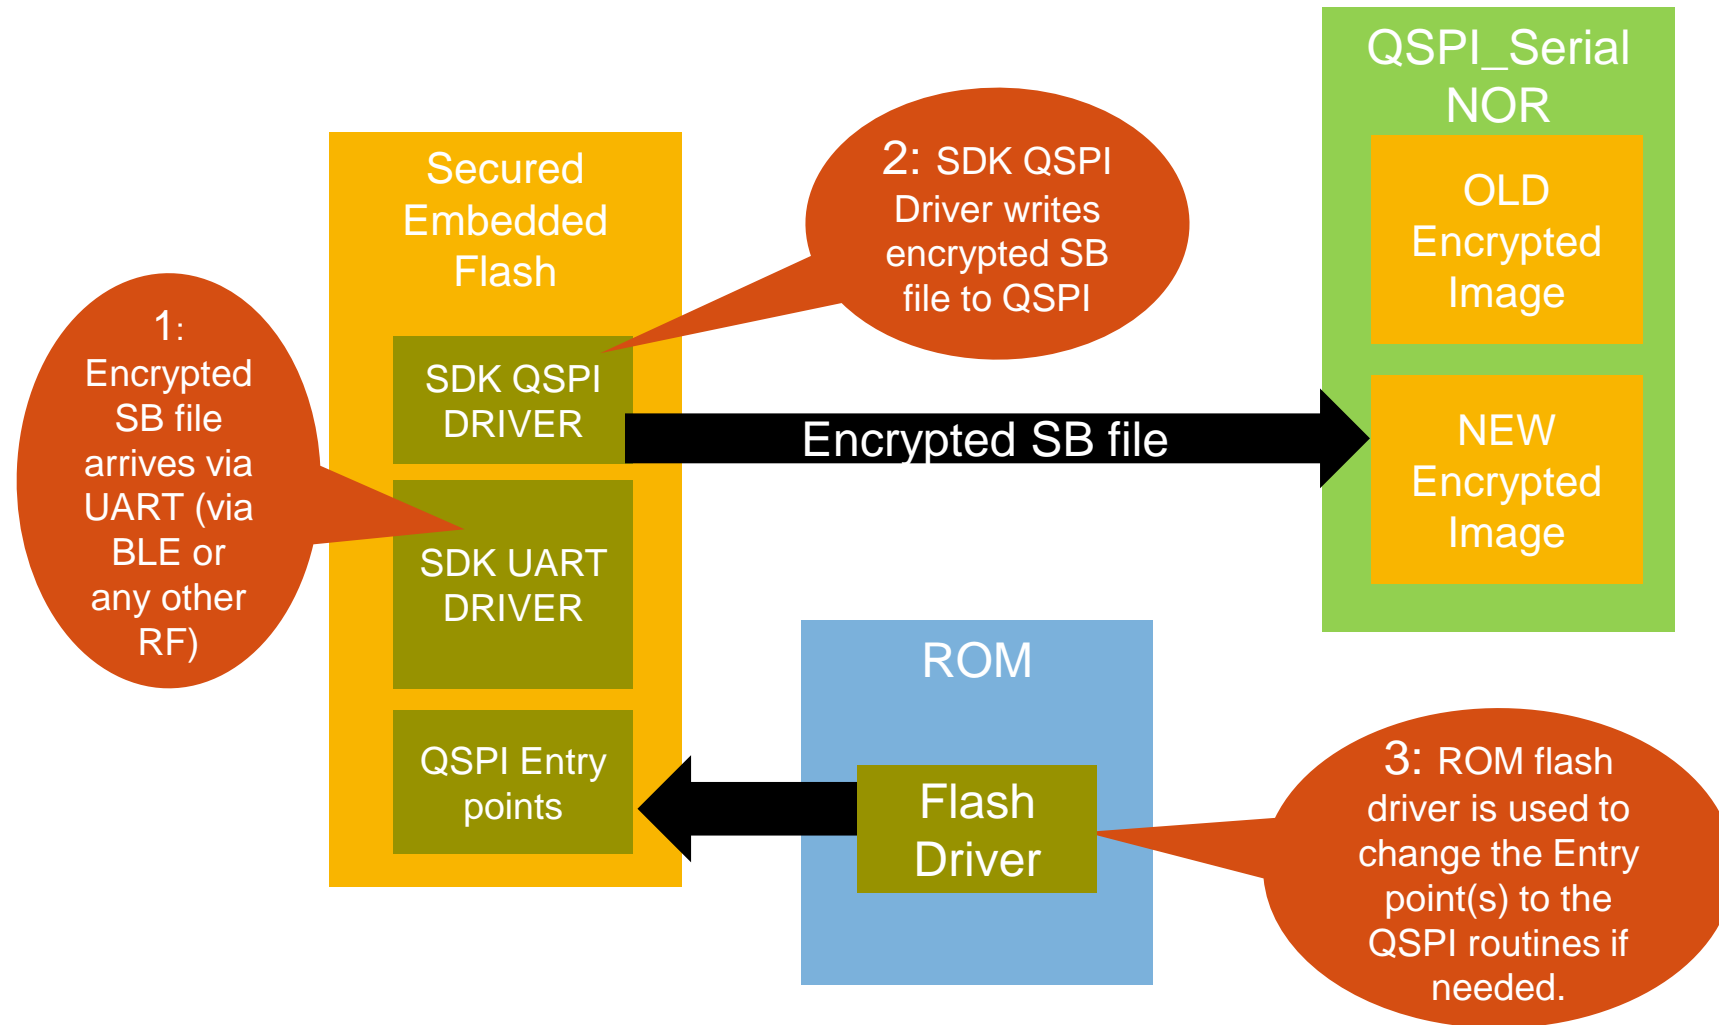 QSPI_Serial
NOR
OLD
Encrypted
Image
NEW
Encrypted
Image
Secured
Embedded
Flash
SDK QSPI
DRIVER
SDK UART
DRIVER
QSPI Entry
points
1:
Encrypted
SB file
arrives via
UART (via
BLE or
any other
RF)
2: SDK QSPI
Driver writes
encrypted SB
file to QSPI
Encrypted SB file
ROM
Flash
Driver
3: ROM flash
driver is used to
change the Entry
point(s) to the
QSPI routines if
needed.